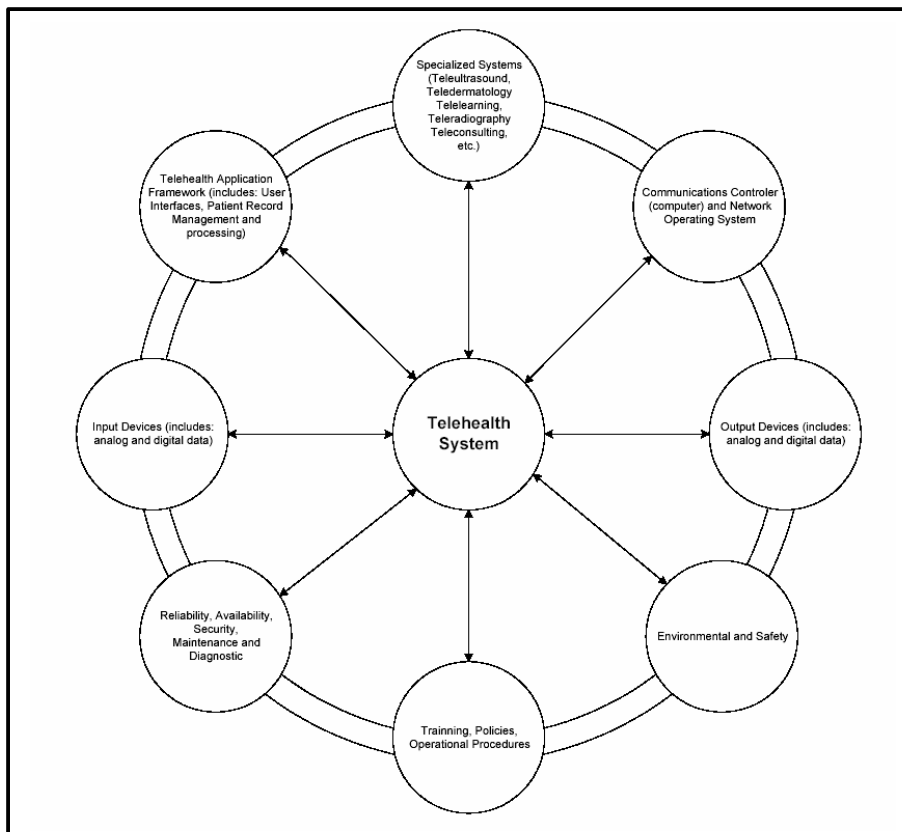 Specialized Systems
(Teleultrasound,
Teledermatology
Telelearning,
Teleradiography
Teleconsulting,
etc.)
Telehealth Application
Framework (includes: User
Interfaces, Patient Record
Management and
processing)
Communications Controler
(computer) and Network
Operating System
Input Devices (includes:
analog and digital data)
Telehealth
System
Output Devices (includes:
analog and digital data)
Reliability, Availability,
Security,
Maintenance and
Diagnostic
Environmental and Safety
Trainning, Policies,
Operational Procedures